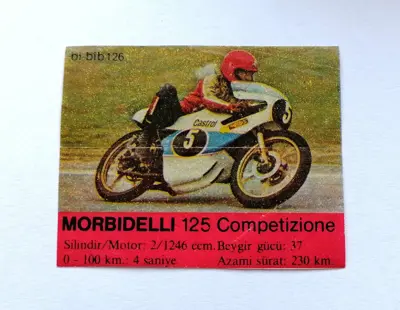 bi bib 126
Castrol
5
5
MORBIDELLI 125 Competizione
Silindir/Motor: 2/1246 ccm. Beygir gücü: 37
0 - 100 km.: 4 saniye. Azami sürat: 230 km.